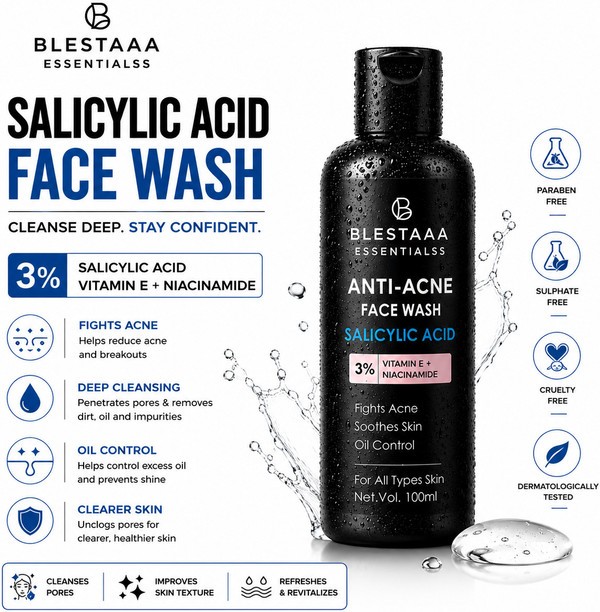 BLESTAAA
ESSENTIALSS
SALICYLIC ACID
FACE WASH
CLEANSE DEEP. STAY CONFIDENT.
3%
SALICYLIC ACID
VITAMIN E + NIACINAMIDE
FIGHTS ACNE
Helps reduce acne
and breakouts
DEEP CLEANSING
Penetrates pores & removes
dirt, oil and impurities
OIL CONTROL
Helps control excess oil
and prevents shine
CLEARER SKIN
Unclogs pores for
clearer, healthier skin
CLEANSES
PORES
IMPROVES
SKIN TEXTURE
REFRESHES
& REVITALIZES
BLESTAAA
ESSENTIALSS
ANTI-ACNE
FACE WASH
SALICYLIC ACID
3%
VITAMIN E +
NIACINAMIDE
Fights Acne
Soothes Skin
Oil Control
For All Types Skin
Net.Vol. 100ml
PARABEN
FREE
SULPHATE
FREE
CRUELTY
FREE
DERMATOLOGICALLY
TESTED